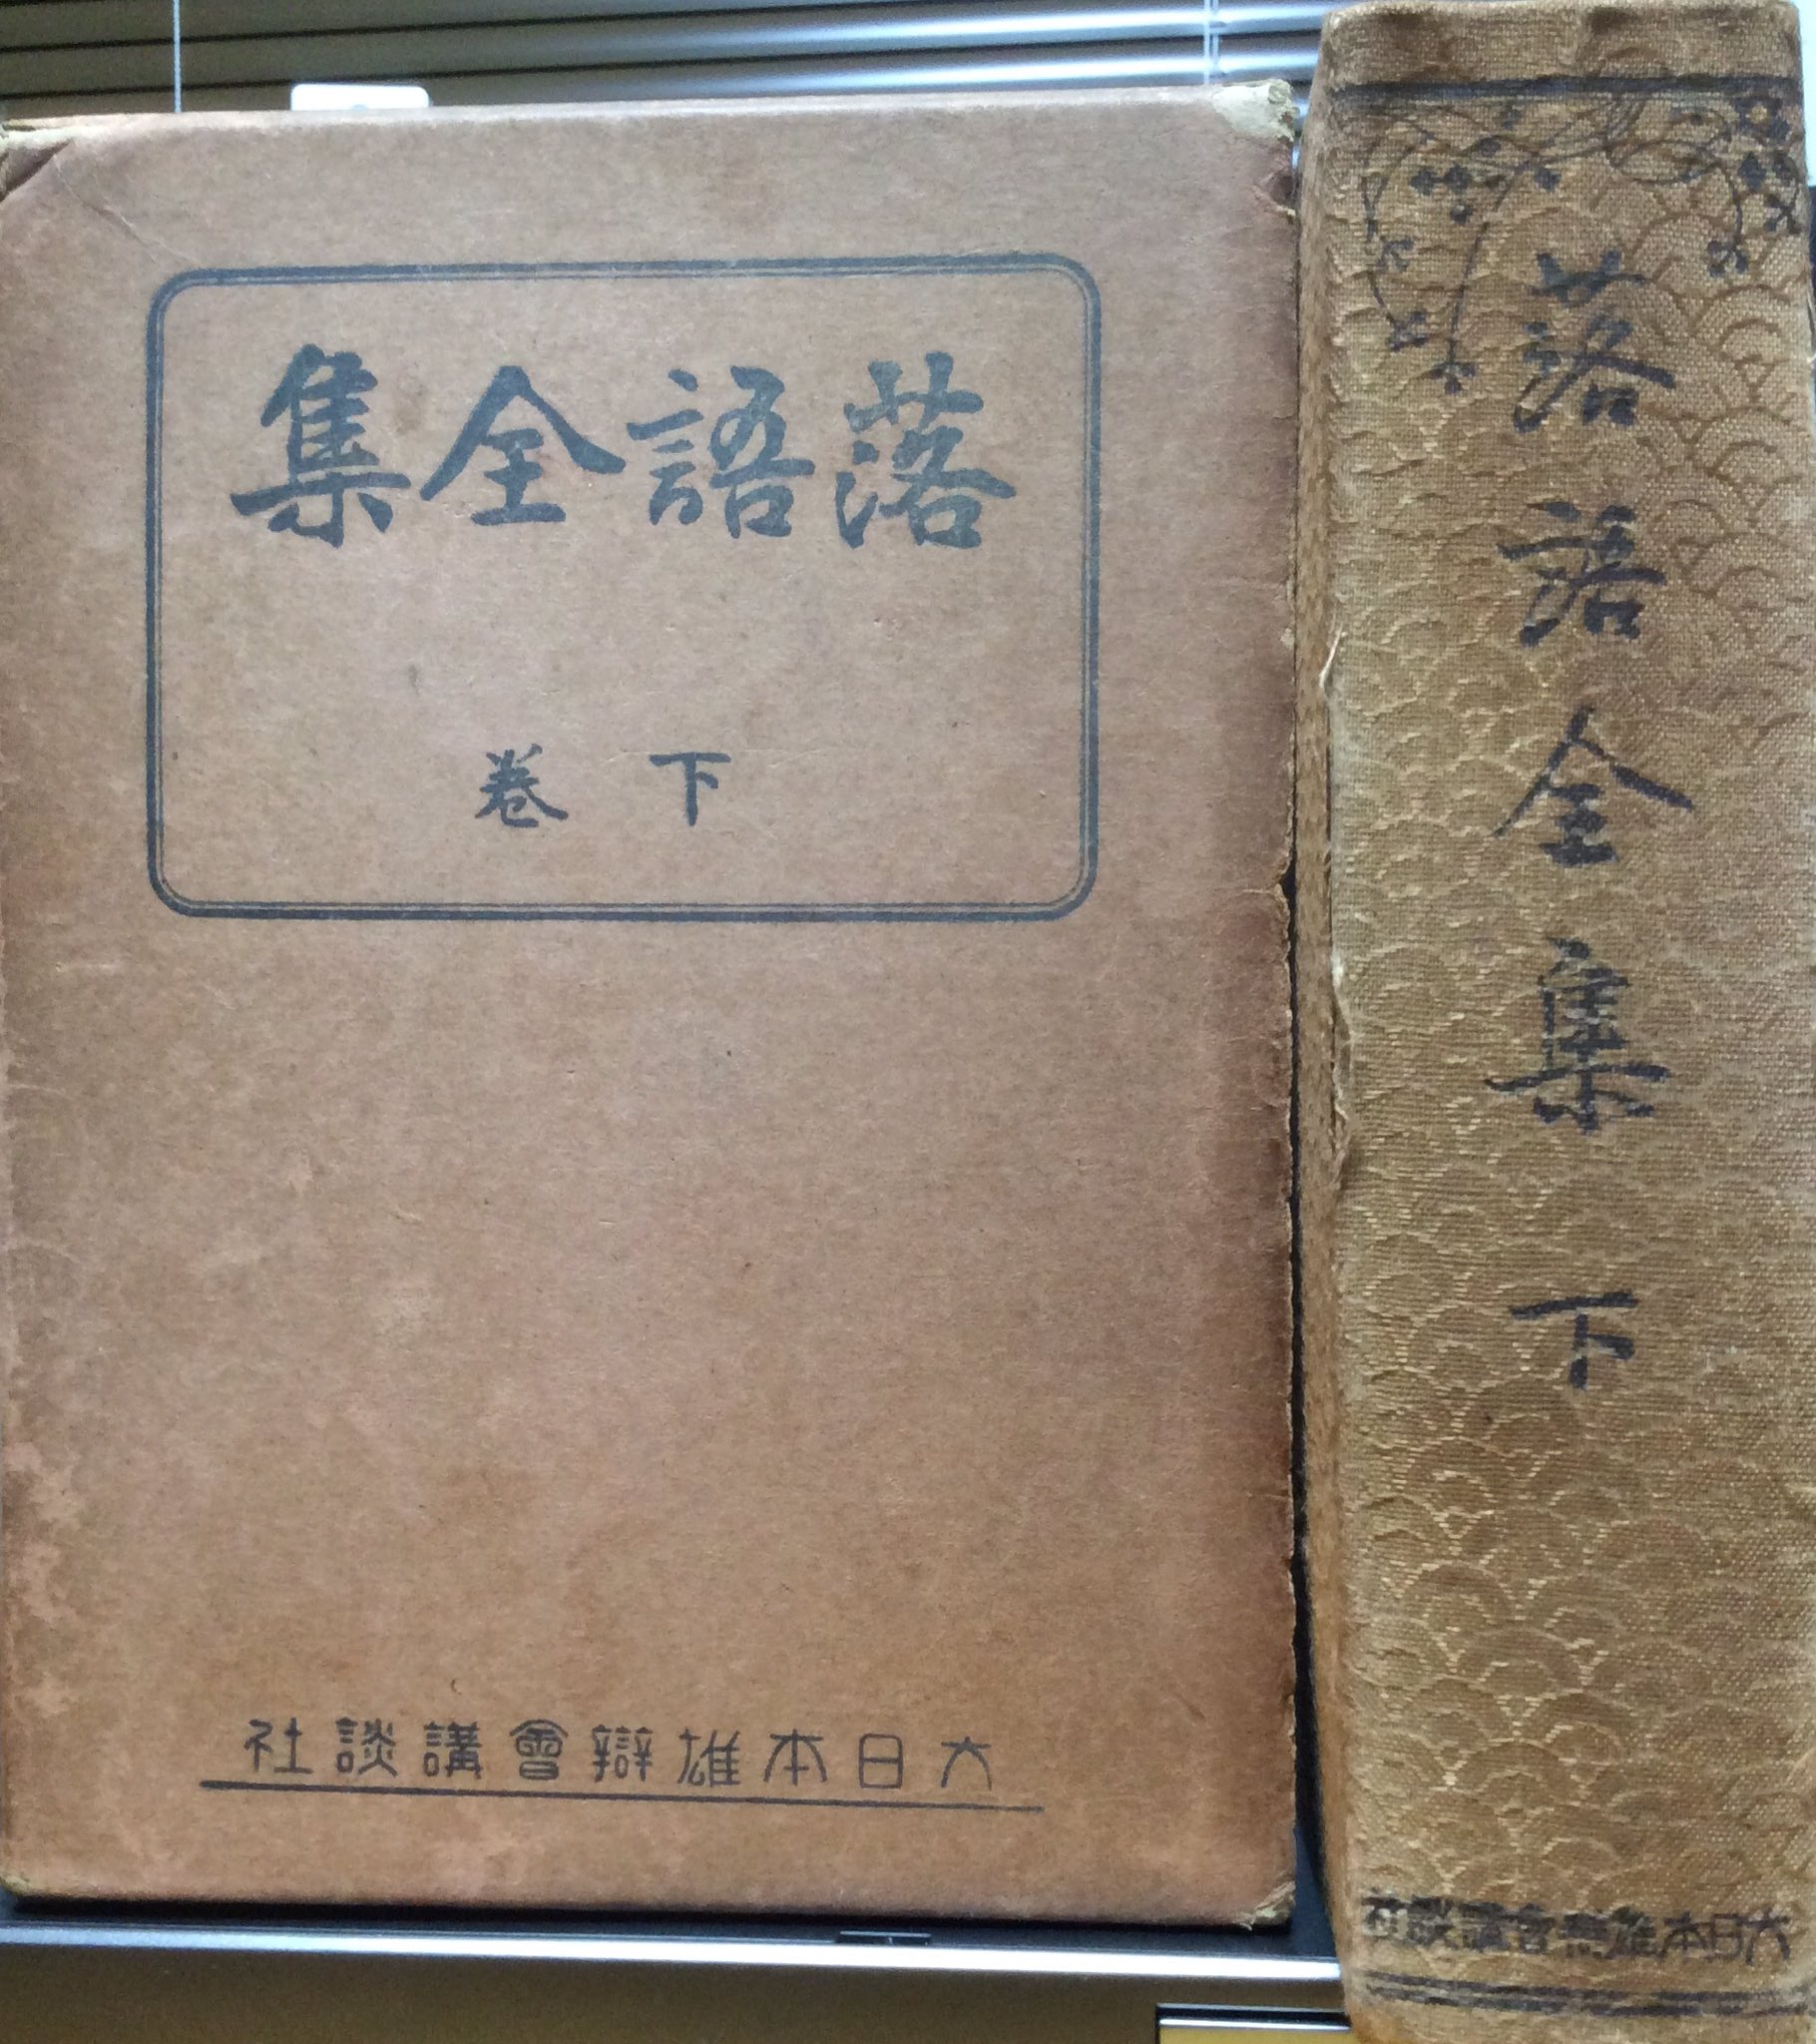 落語全集
下卷
大日本雄辯會講談社
落語全集 下
大日本雄辯會講談社